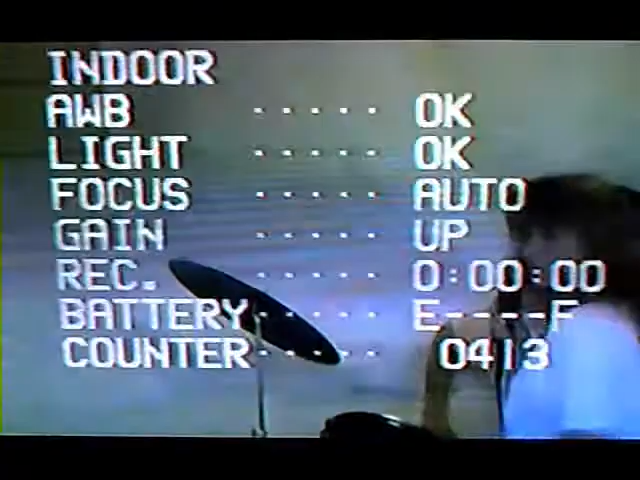 INDOOR
AWB ..... OK
LIGHT ..... OK
FOCUS ..... AUTO
GAIN ..... UP
REC. ..... 0:00:00
BATTERY ..... E----F
COUNTER ..... 0413